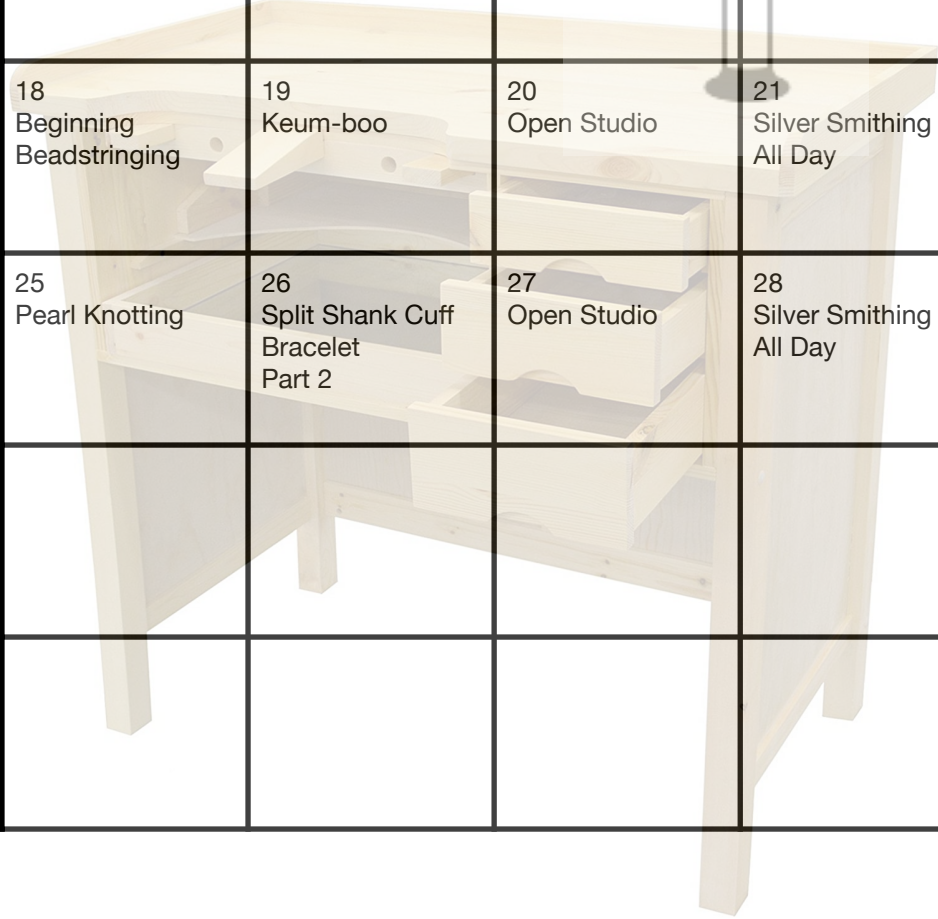 18
Beginning
Beadstringing
19
Keum-boo
20
Open Studio
21
Silver Smithing
All Day
25
Pearl Knotting
26
Split Shank Cuff
Bracelet
Part 2
27
Open Studio
28
Silver Smithing
All Day